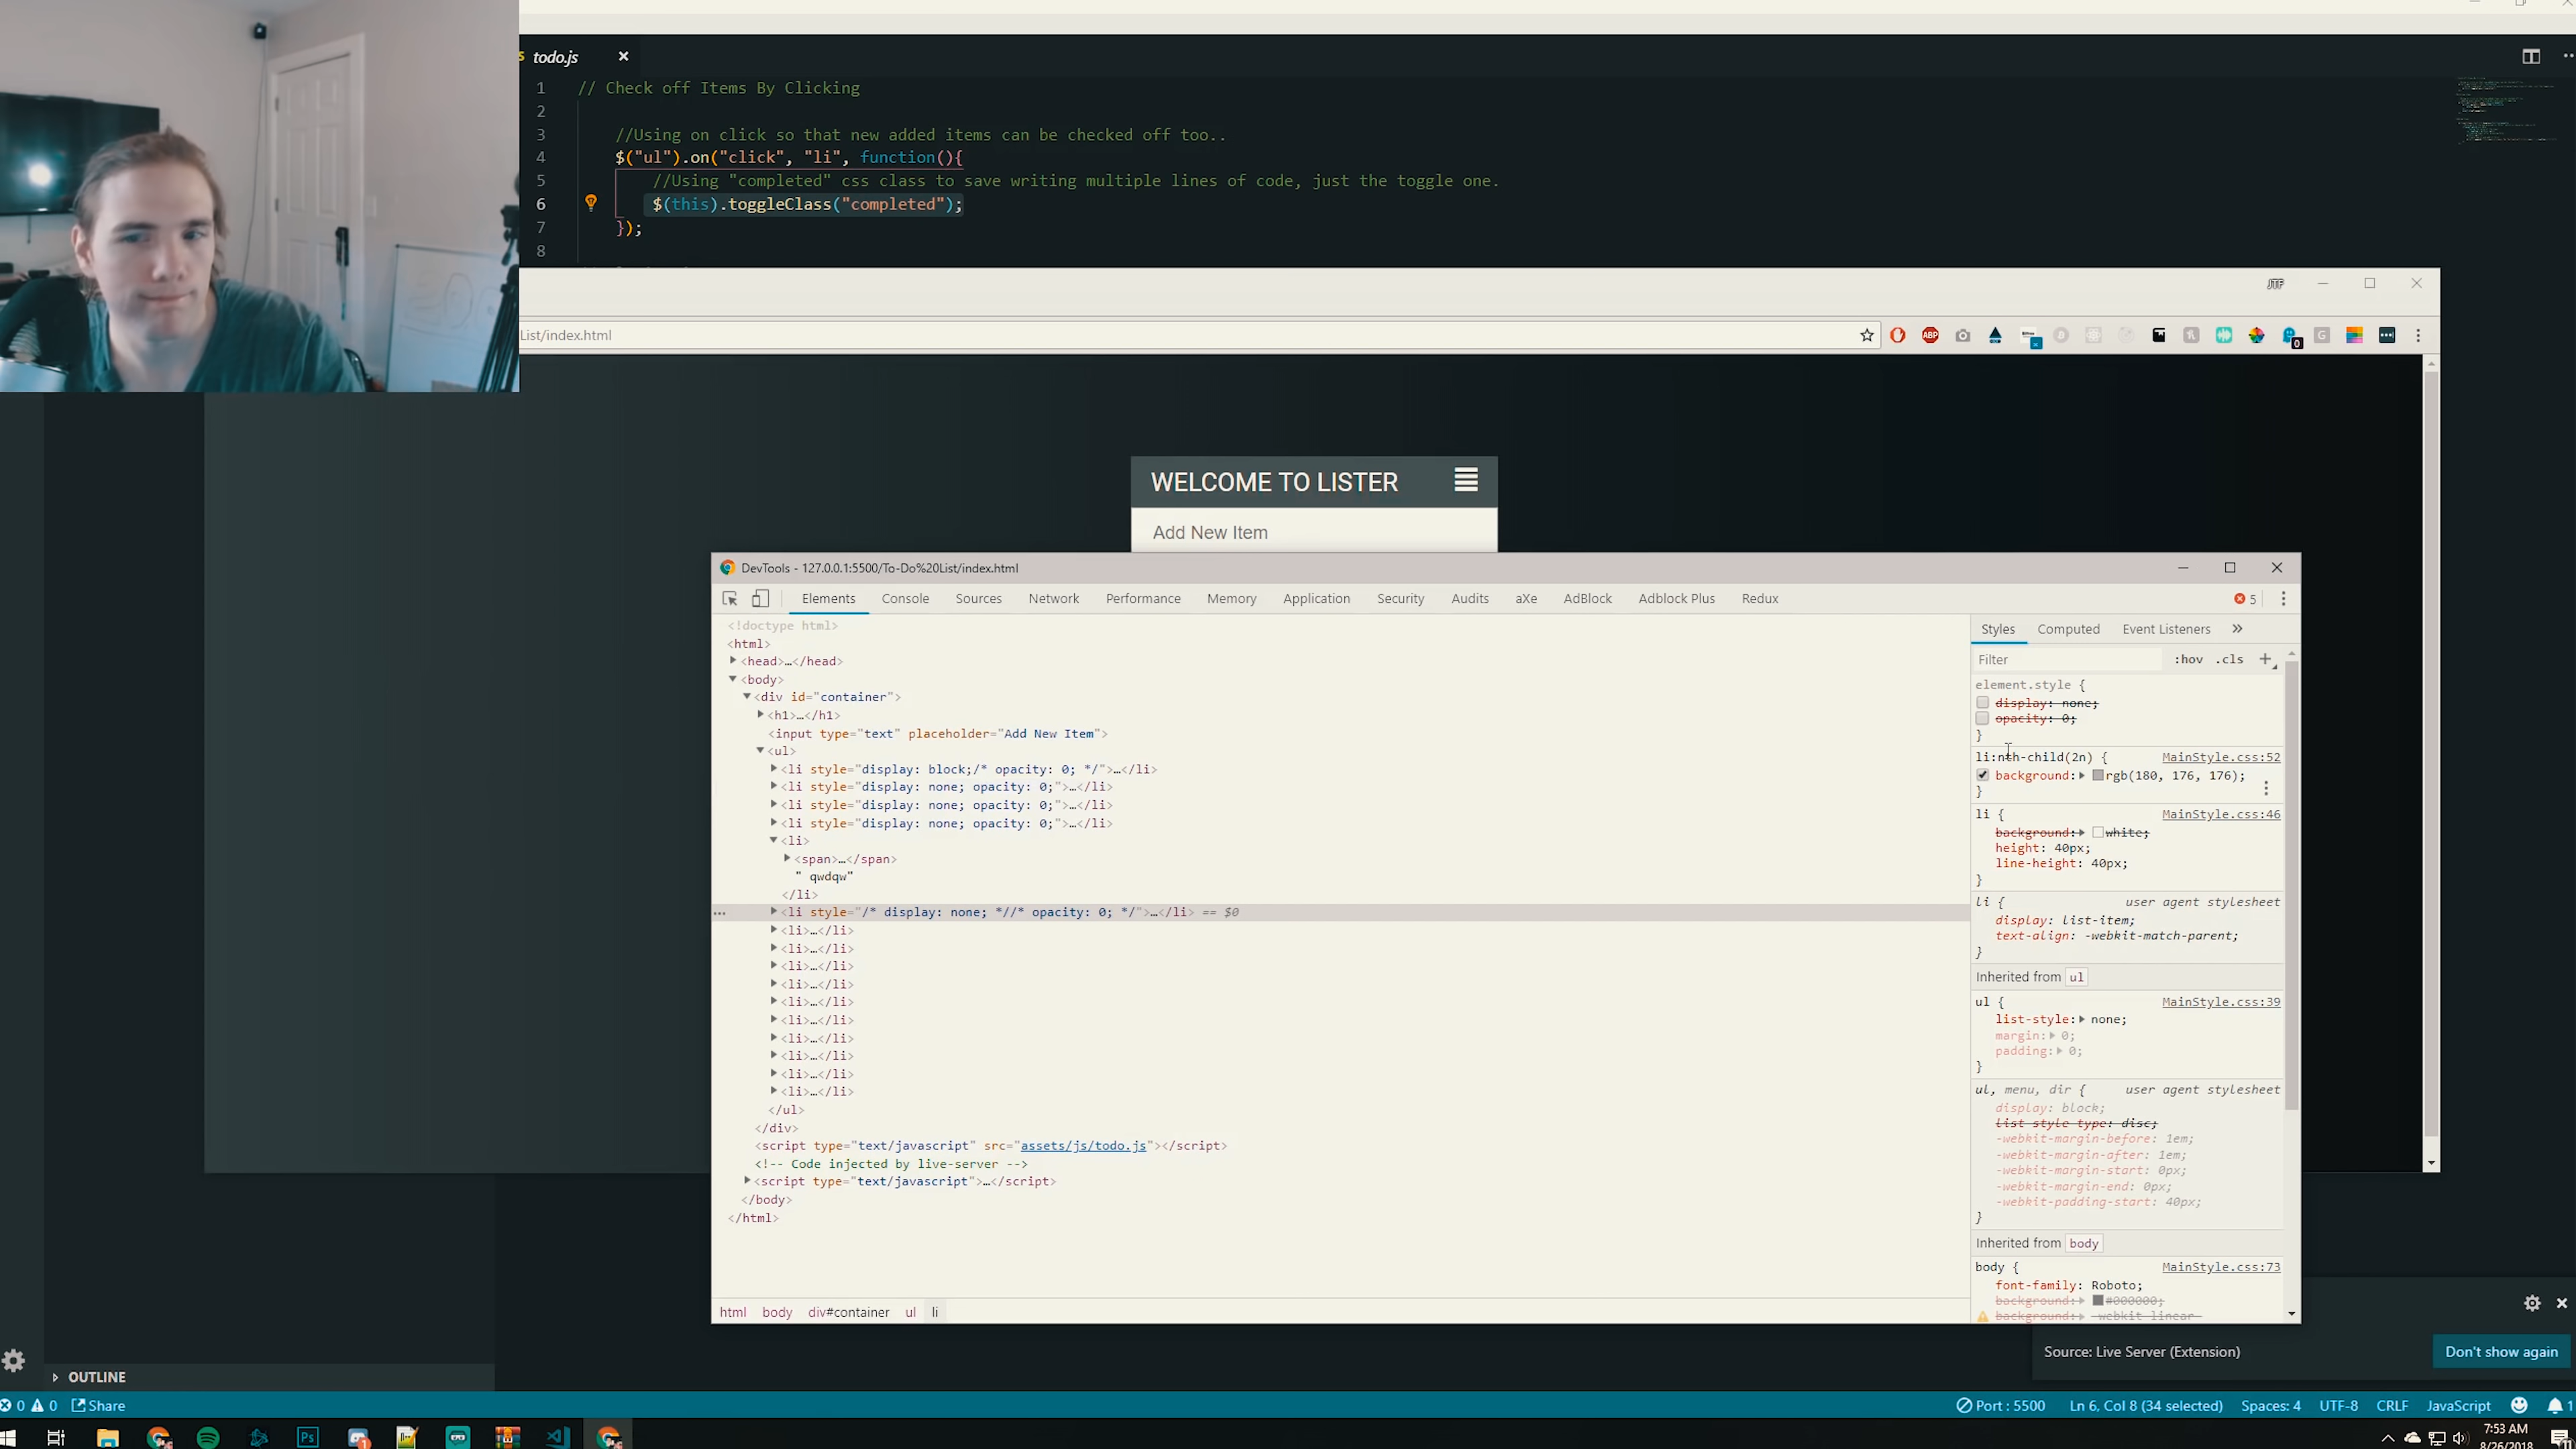 todo.js
1 // Check off Items By Clicking
2
3 //Using on click so that new added items can be checked off too..
4 $("ul").on("click", "li", function(){
5 //Using "completed" css class to save writing multiple lines of code, just the toggle one.
6 $(this).toggleClass("completed");
7 });
8
JTF
List/index.html
ABP
0
WELCOME TO LISTER
Add New Item
DevTools - 127.0.0.1:5500/To-Do%20List/index.html
Elements Console Sources Network Performance Memory Application Security Audits aXe AdBlock Adblock Plus Redux 5
<!doctype html>
<html>
<head>…</head>
<body>
<div id="container">
<h1>…</h1>
<input type="text" placeholder="Add New Item">
<ul>
<li style="display: block;/* opacity: 0; */">…</li>
<li style="display: none; opacity: 0;">…</li>
<li style="display: none; opacity: 0;">…</li>
<li style="display: none; opacity: 0;">…</li>
<li>
<span>…</span>
" qwdqw"
</li>
<li style="/* display: none; *//* opacity: 0; */">…</li> == $0
<li>…</li>
<li>…</li>
<li>…</li>
<li>…</li>
<li>…</li>
<li>…</li>
<li>…</li>
<li>…</li>
<li>…</li>
<li>…</li>
</ul>
</div>
<script type="text/javascript" src="assets/js/todo.js"></script>
<!-- Code injected by live-server -->
<script type="text/javascript">…</script>
</body>
</html>
html body div#container ul li
Styles Computed Event Listeners »
Filter :hov .cls +
element.style {
display: none;
opacity: 0;
}
li:nth-child(2n) { MainStyle.css:52
background: rgb(180, 176, 176);
}
li { MainStyle.css:46
background: white;
height: 40px;
line-height: 40px;
}
li { user agent stylesheet
display: list-item;
text-align: -webkit-match-parent;
}
Inherited from ul
ul { MainStyle.css:39
list-style: none;
margin: 0;
padding: 0;
}
ul, menu, dir { user agent stylesheet
display: block;
list-style-type: disc;
-webkit-margin-before: 1em;
-webkit-margin-after: 1em;
-webkit-margin-start: 0px;
-webkit-margin-end: 0px;
-webkit-padding-start: 40px;
}
Inherited from body
body { MainStyle.css:73
font-family: Roboto;
background: #000000;
background: -webkit-linear-
Source: Live Server (Extension) Don't show again
OUTLINE
0 0 Share Port : 5500 Ln 6, Col 8 (34 selected) Spaces: 4 UTF-8 CRLF JavaScript 1
Ps
7:53 AM
8/26/2018